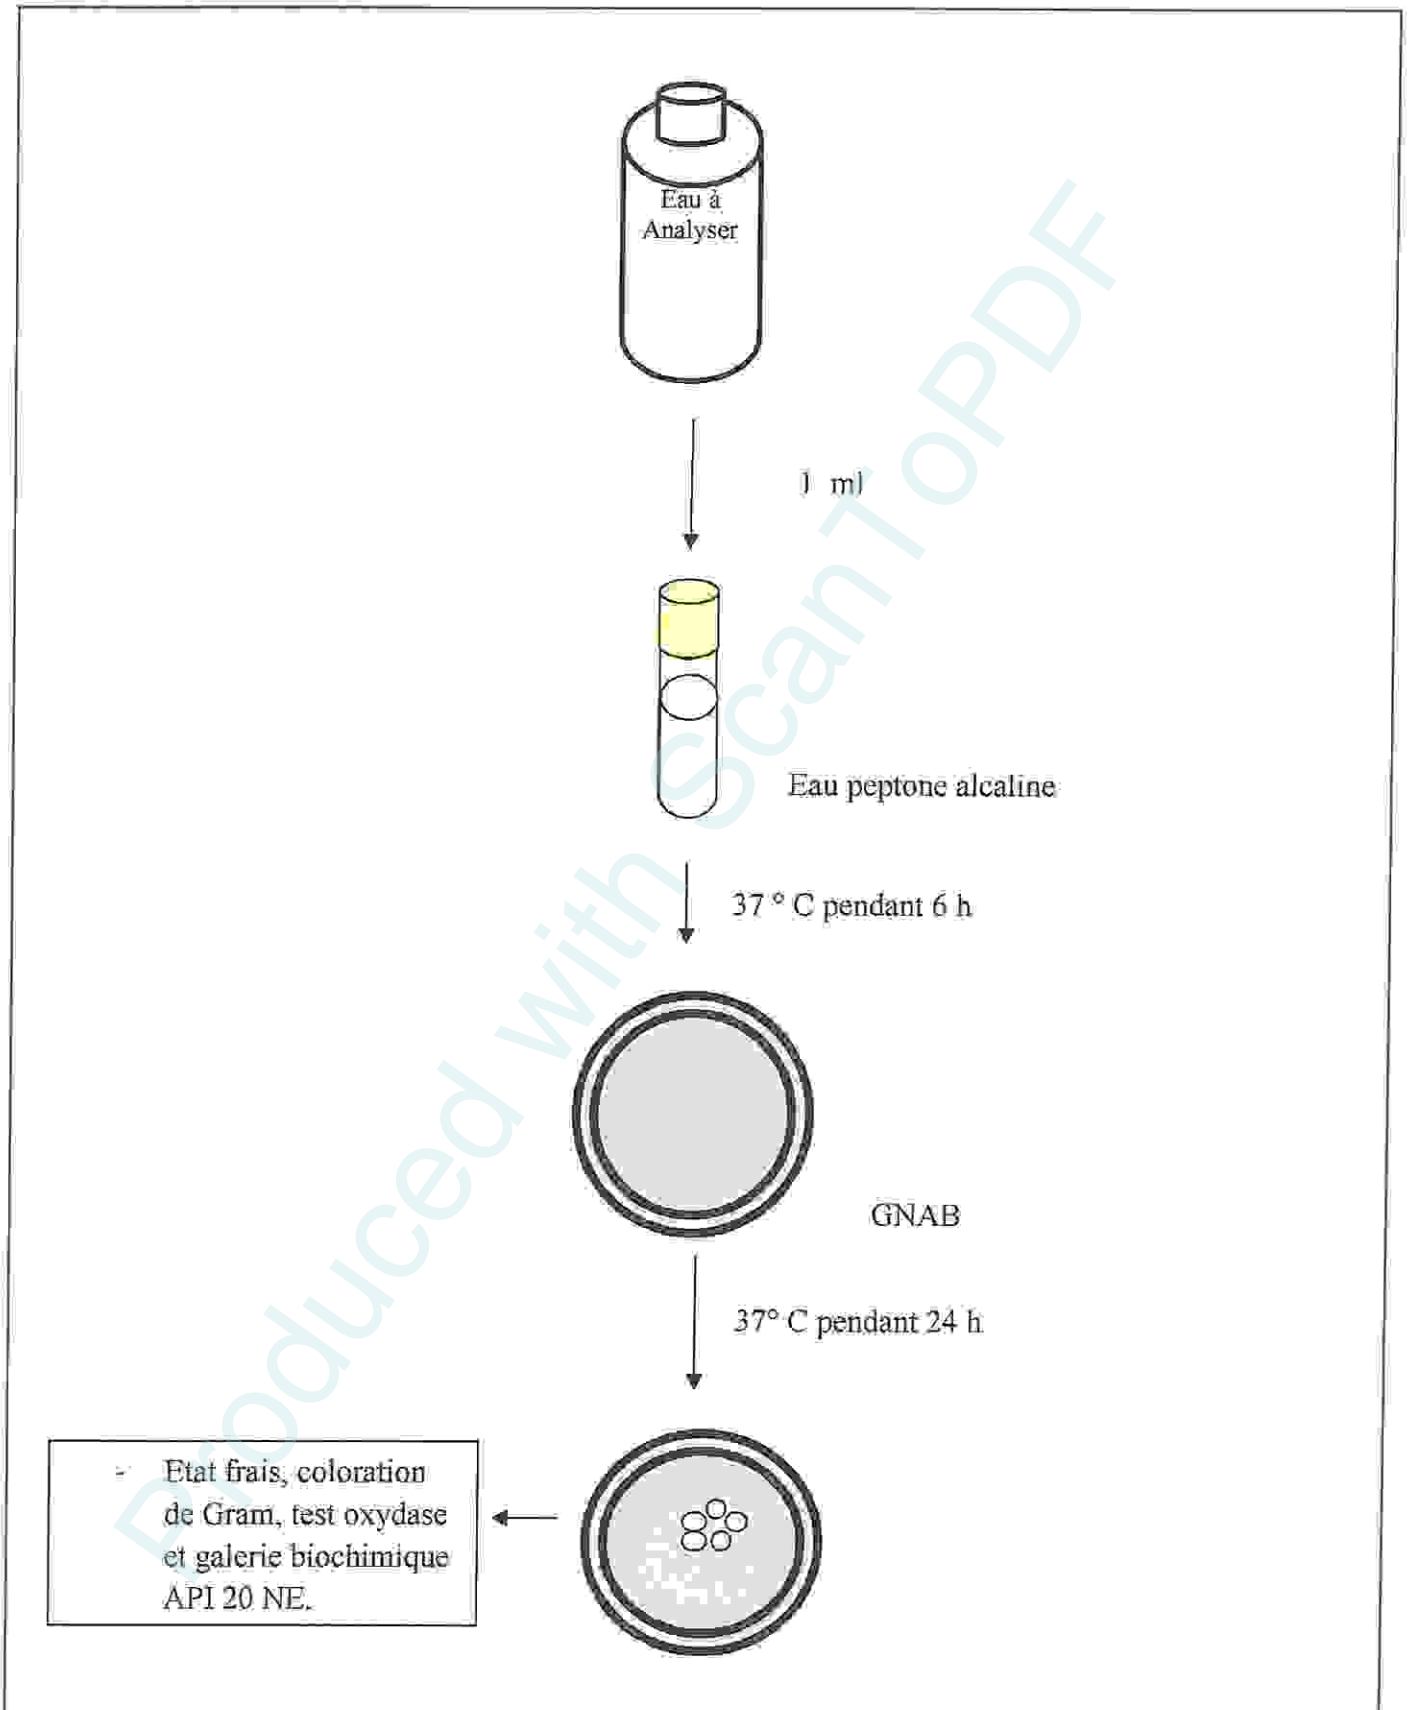 Eau à
Analyser
1 ml
Eau peptone alcaline
37 ° C pendant 6 h
GNAB
37° C pendant 24 h
- Etat frais, coloration
de Gram, test oxydase
et galerie biochimique
API 20 NE.
Produced with ScanToPDF